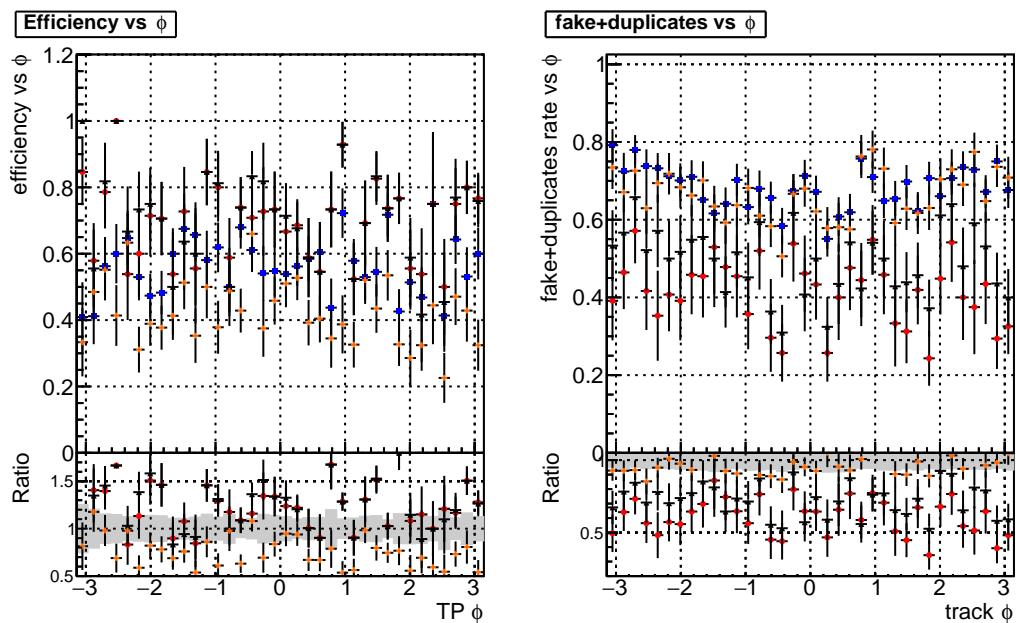 Efficiency vs ϕ
efficiency vs ϕ
1.2
1
0.8
0.6
0.4
0.2
0
Ratio
1.5
1
0.5
−3 −2 −1 0 1 2 3
TP ϕ
fake+duplicates vs ϕ
fake+duplicates rate vs ϕ
1
0.8
0.6
0.4
0.2
0
Ratio
0.5
−3 −2 −1 0 1 2 3
track ϕ